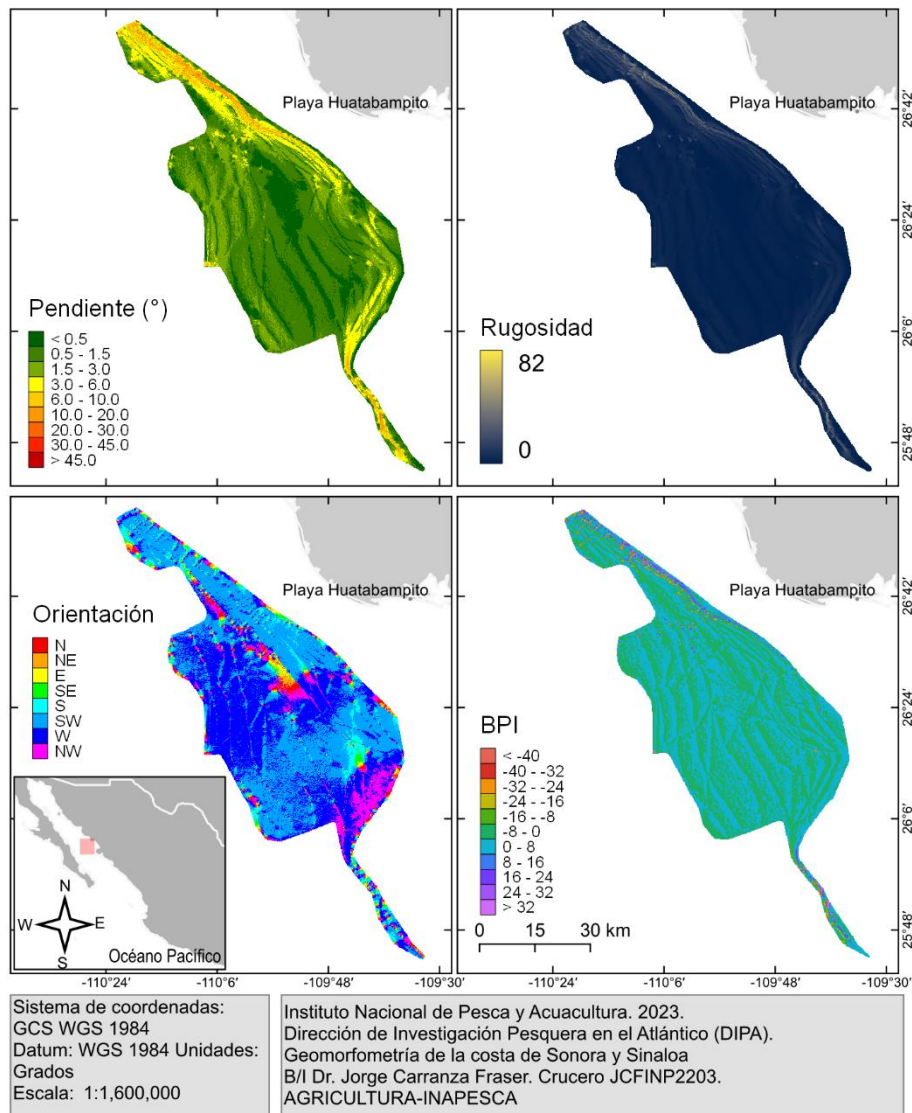 Playa Huatabampito
Pendiente (°)
< 0.5
0.5 - 1.5
1.5 - 3.0
3.0 - 6.0
6.0 - 10.0
10.0 - 20.0
20.0 - 30.0
30.0 - 45.0
> 45.0
Playa Huatabampito
Rugosidad
82
0
26°42'
26°24'
26°6'
25°48'
Playa Huatabampito
Orientación
N
NE
E
SE
S
SW
W
NW
N
W
E
S
Océano Pacífico
Playa Huatabampito
BPI
< -40
-40 - -32
-32 - -24
-24 - -16
-16 - -8
-8 - 0
0 - 8
8 - 16
16 - 24
24 - 32
> 32
0 15 30 km
26°42'
26°24'
26°6'
25°48'
-110°24' -110°6' -109°48' -109°30'
-110°24' -110°6' -109°48' -109°30'
Sistema de coordenadas:
GCS WGS 1984
Datum: WGS 1984 Unidades:
Grados
Escala: 1:1,600,000
Instituto Nacional de Pesca y Acuacultura. 2023.
Dirección de Investigación Pesquera en el Atlántico (DIPA).
Geomorfometría de la costa de Sonora y Sinaloa
B/I Dr. Jorge Carranza Fraser. Crucero JCFINP2203.
AGRICULTURA-INAPESCA